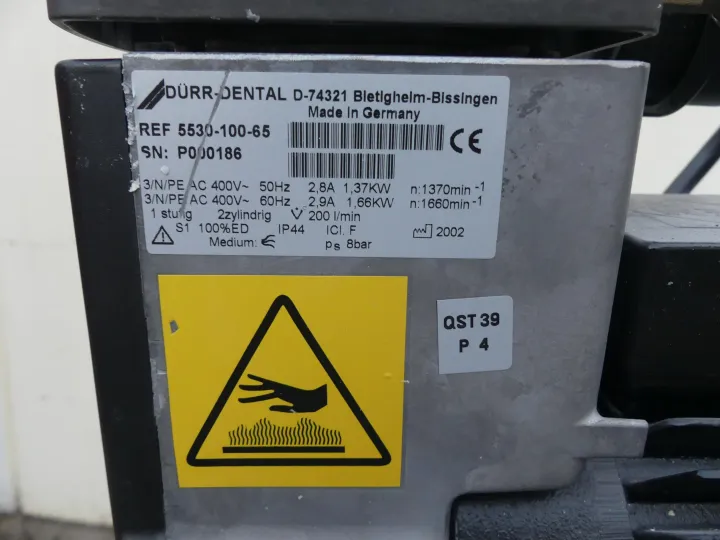 DÜRR-DENTAL D-74321 Bietigheim-Bissingen
Made in Germany
REF 5530-100-65
SN: P000186
3/N/PE AC 400V~ 50Hz 2,8A 1,37KW n:1370min⁻¹
3/N/PE AC 400V~ 60Hz 2,9A 1,66KW n:1660min⁻¹
1 stufig 2zylindrig V̇ 200 l/min
S1 100%ED IP44 ICl. F 2002
Medium: ps 8bar
CE
QST 39
P 4